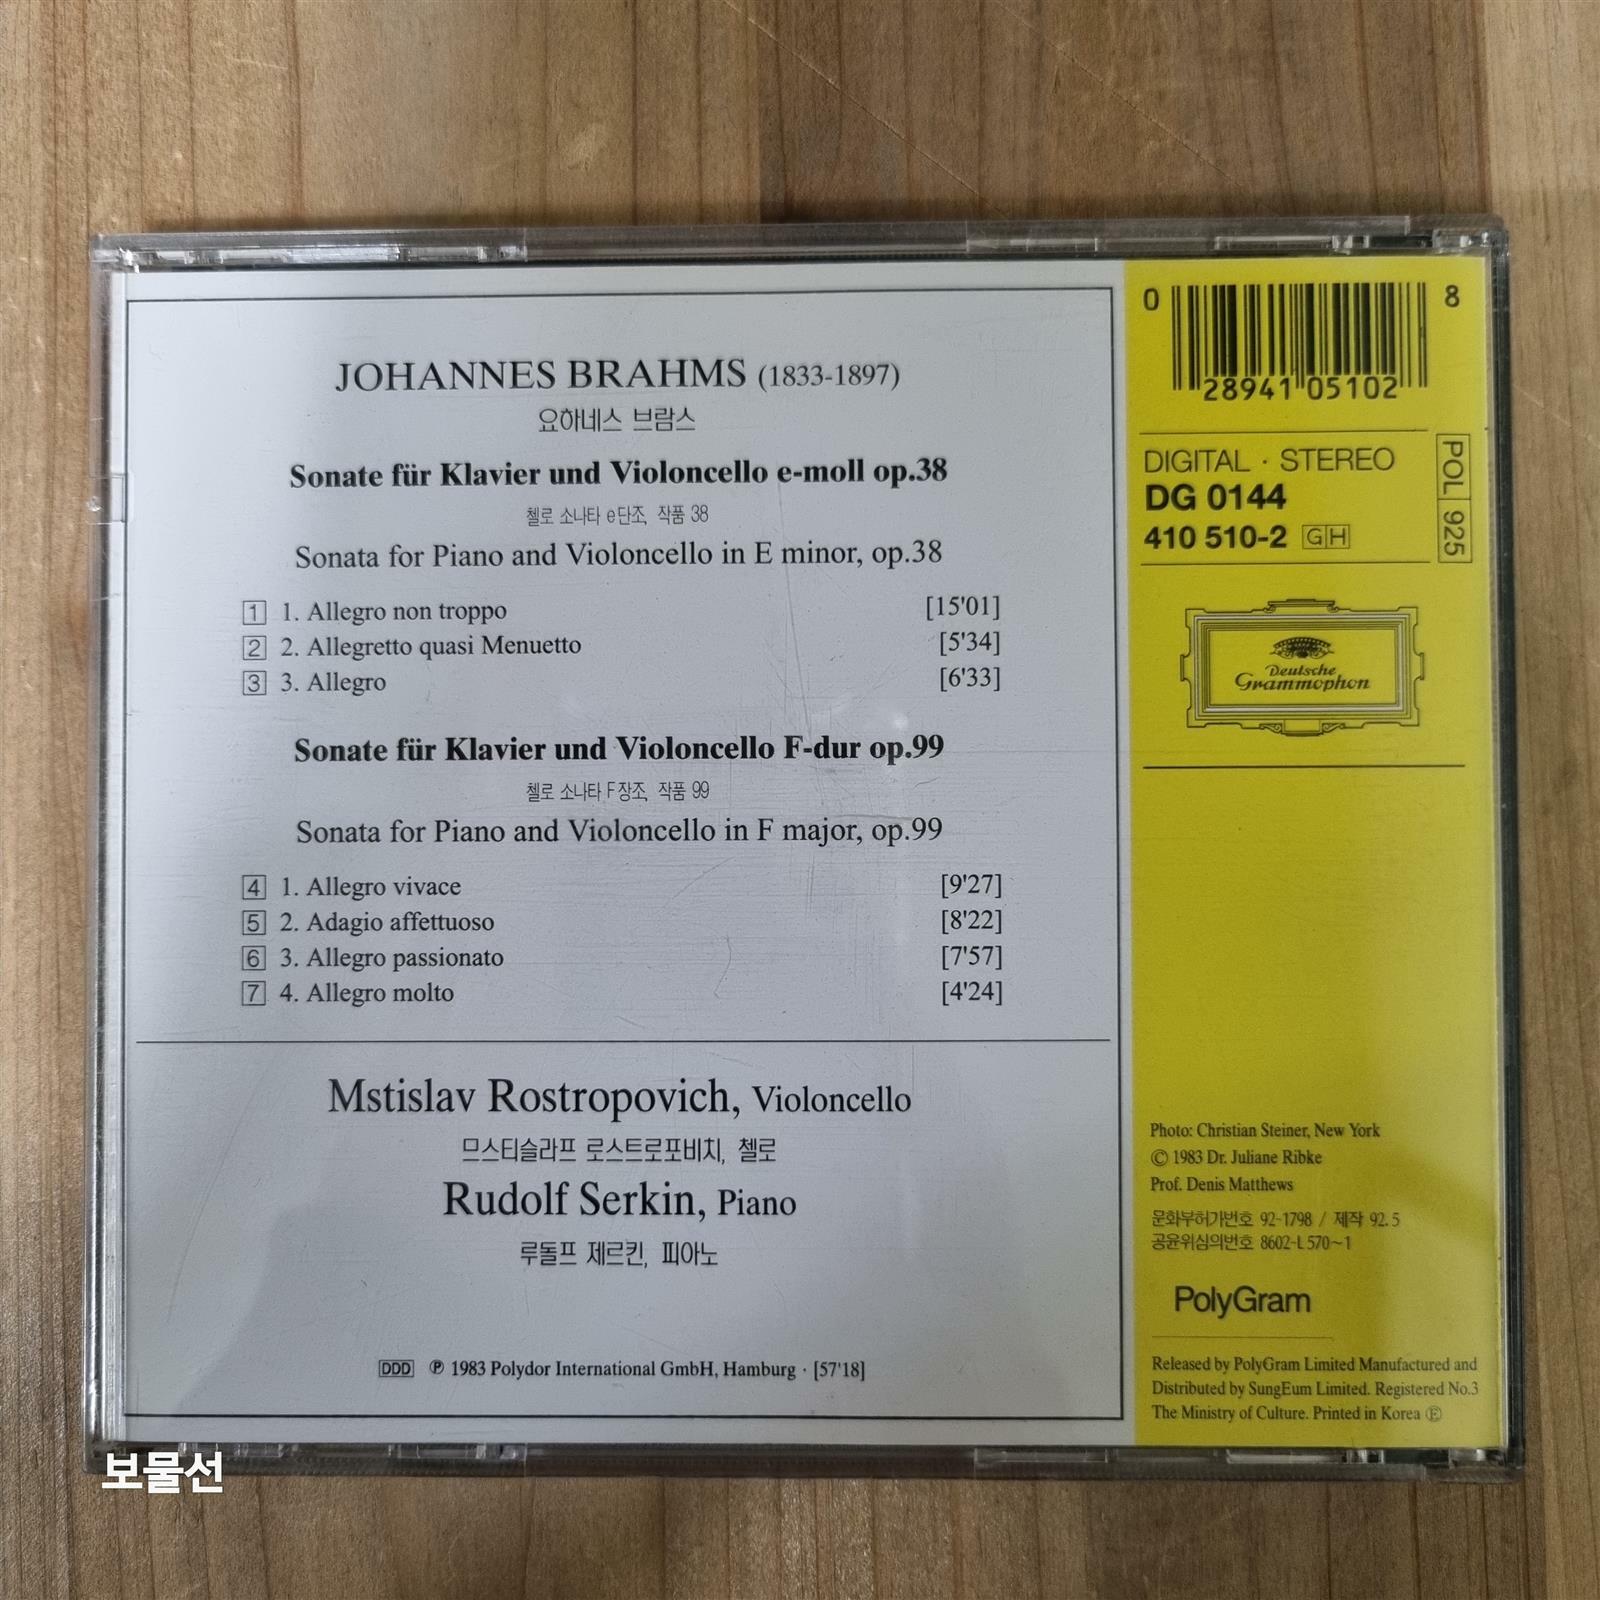 JOHANNES BRAHMS (1833-1897)
요하네스 브람스
Sonate für Klavier und Violoncello e-moll op.38
첼로 소나타 e단조, 작품 38
Sonata for Piano and Violoncello in E minor, op.38
1 1. Allegro non troppo [15'01]
2 2. Allegretto quasi Menuetto [5'34]
3 3. Allegro [6'33]
Sonate für Klavier und Violoncello F-dur op.99
첼로 소나타 F장조, 작품 99
Sonata for Piano and Violoncello in F major, op.99
4 1. Allegro vivace [9'27]
5 2. Adagio affettuoso [8'22]
6 3. Allegro passionato [7'57]
7 4. Allegro molto [4'24]
Mstislav Rostropovich, Violoncello
므스티슬라프 로스트로포비치, 첼로
Rudolf Serkin, Piano
루돌프 제르킨, 피아노
DDD ℗ 1983 Polydor International GmbH, Hamburg · [57'18]
0 28941 05102 8
DIGITAL · STEREO
DG 0144
410 510-2 GH
POL 925
Deutsche
Grammophon
Photo: Christian Steiner, New York
© 1983 Dr. Juliane Ribke
Prof. Denis Matthews
문화부허가번호 92-1798 / 제작 92.5
공윤위심의번호 8602-L570~1
PolyGram
Released by PolyGram Limited Manufactured and
Distributed by SungEum Limited. Registered No.3
The Ministry of Culture. Printed in Korea Ⓔ
보물선